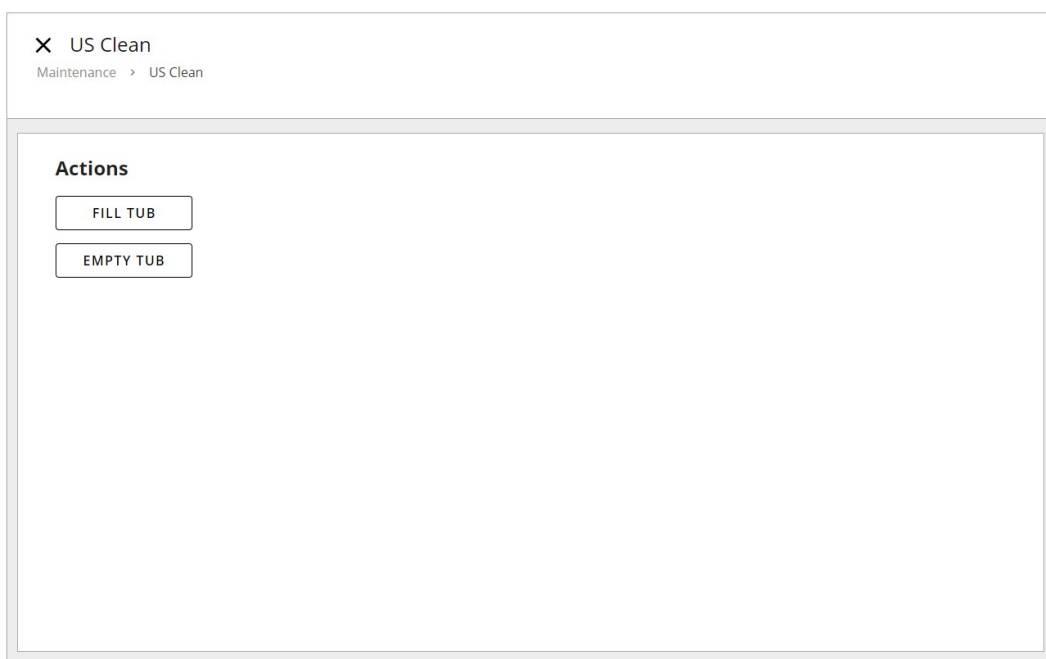 US Clean
Maintenance > US Clean
Actions
FILL TUB
EMPTY TUB